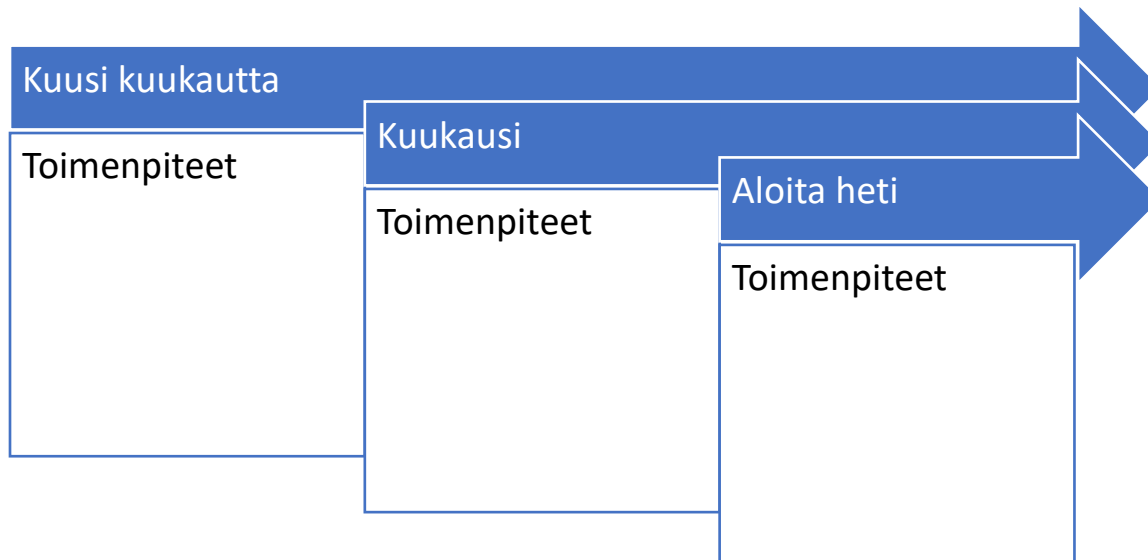 Kuusi kuukautta
Toimenpiteet
Kuukausi
Toimenpiteet
Aloita heti
Toimenpiteet